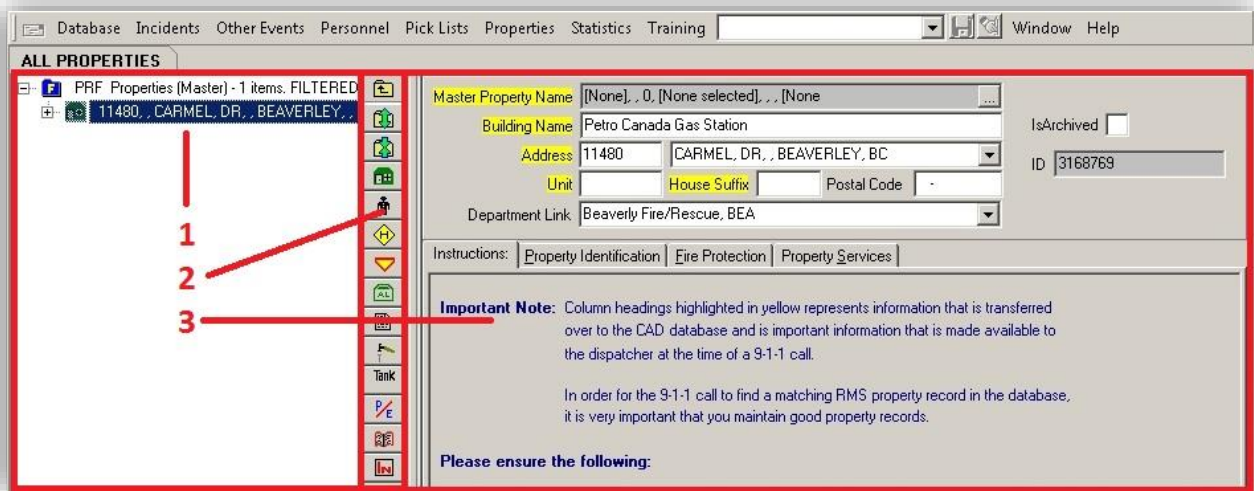 Database Incidents Other Events Personnel Pick Lists Properties Statistics Training Window Help
ALL PROPERTIES
F PRF Properties (Master) - 1 items. FILTERED
11480, , CARMEL, DR, , BEAVERLEY, ,
1
2
3
H
AL
Tank
P/E
IN
Master Property Name [None], , 0, [None selected], , , [None ...
Building Name Petro Canada Gas Station IsArchived
Address 11480 CARMEL, DR, , BEAVERLEY, BC ID 3168769
Unit House Suffix Postal Code -
Department Link Beaverly Fire/Rescue, BEA
Instructions: Property Identification Fire Protection Property Services
Important Note: Column headings highlighted in yellow represents information that is transferred
over to the CAD database and is important information that is made available to
the dispatcher at the time of a 9-1-1 call.
In order for the 9-1-1 call to find a matching RMS property record in the database,
it is very important that you maintain good property records.
Please ensure the following: